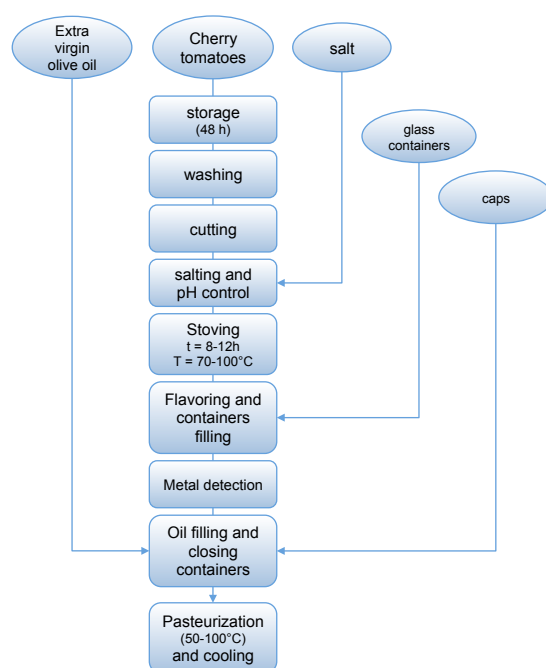 Extra
virgin
olive oil
Cherry
tomatoes
salt
storage
(48 h)
glass
containers
washing
caps
cutting
salting and
pH control
Stoving
t = 8-12h
T = 70-100°C
Flavoring and
containers
filling
Metal detection
Oil filling and
closing
containers
Pasteurization
(50-100°C)
and cooling